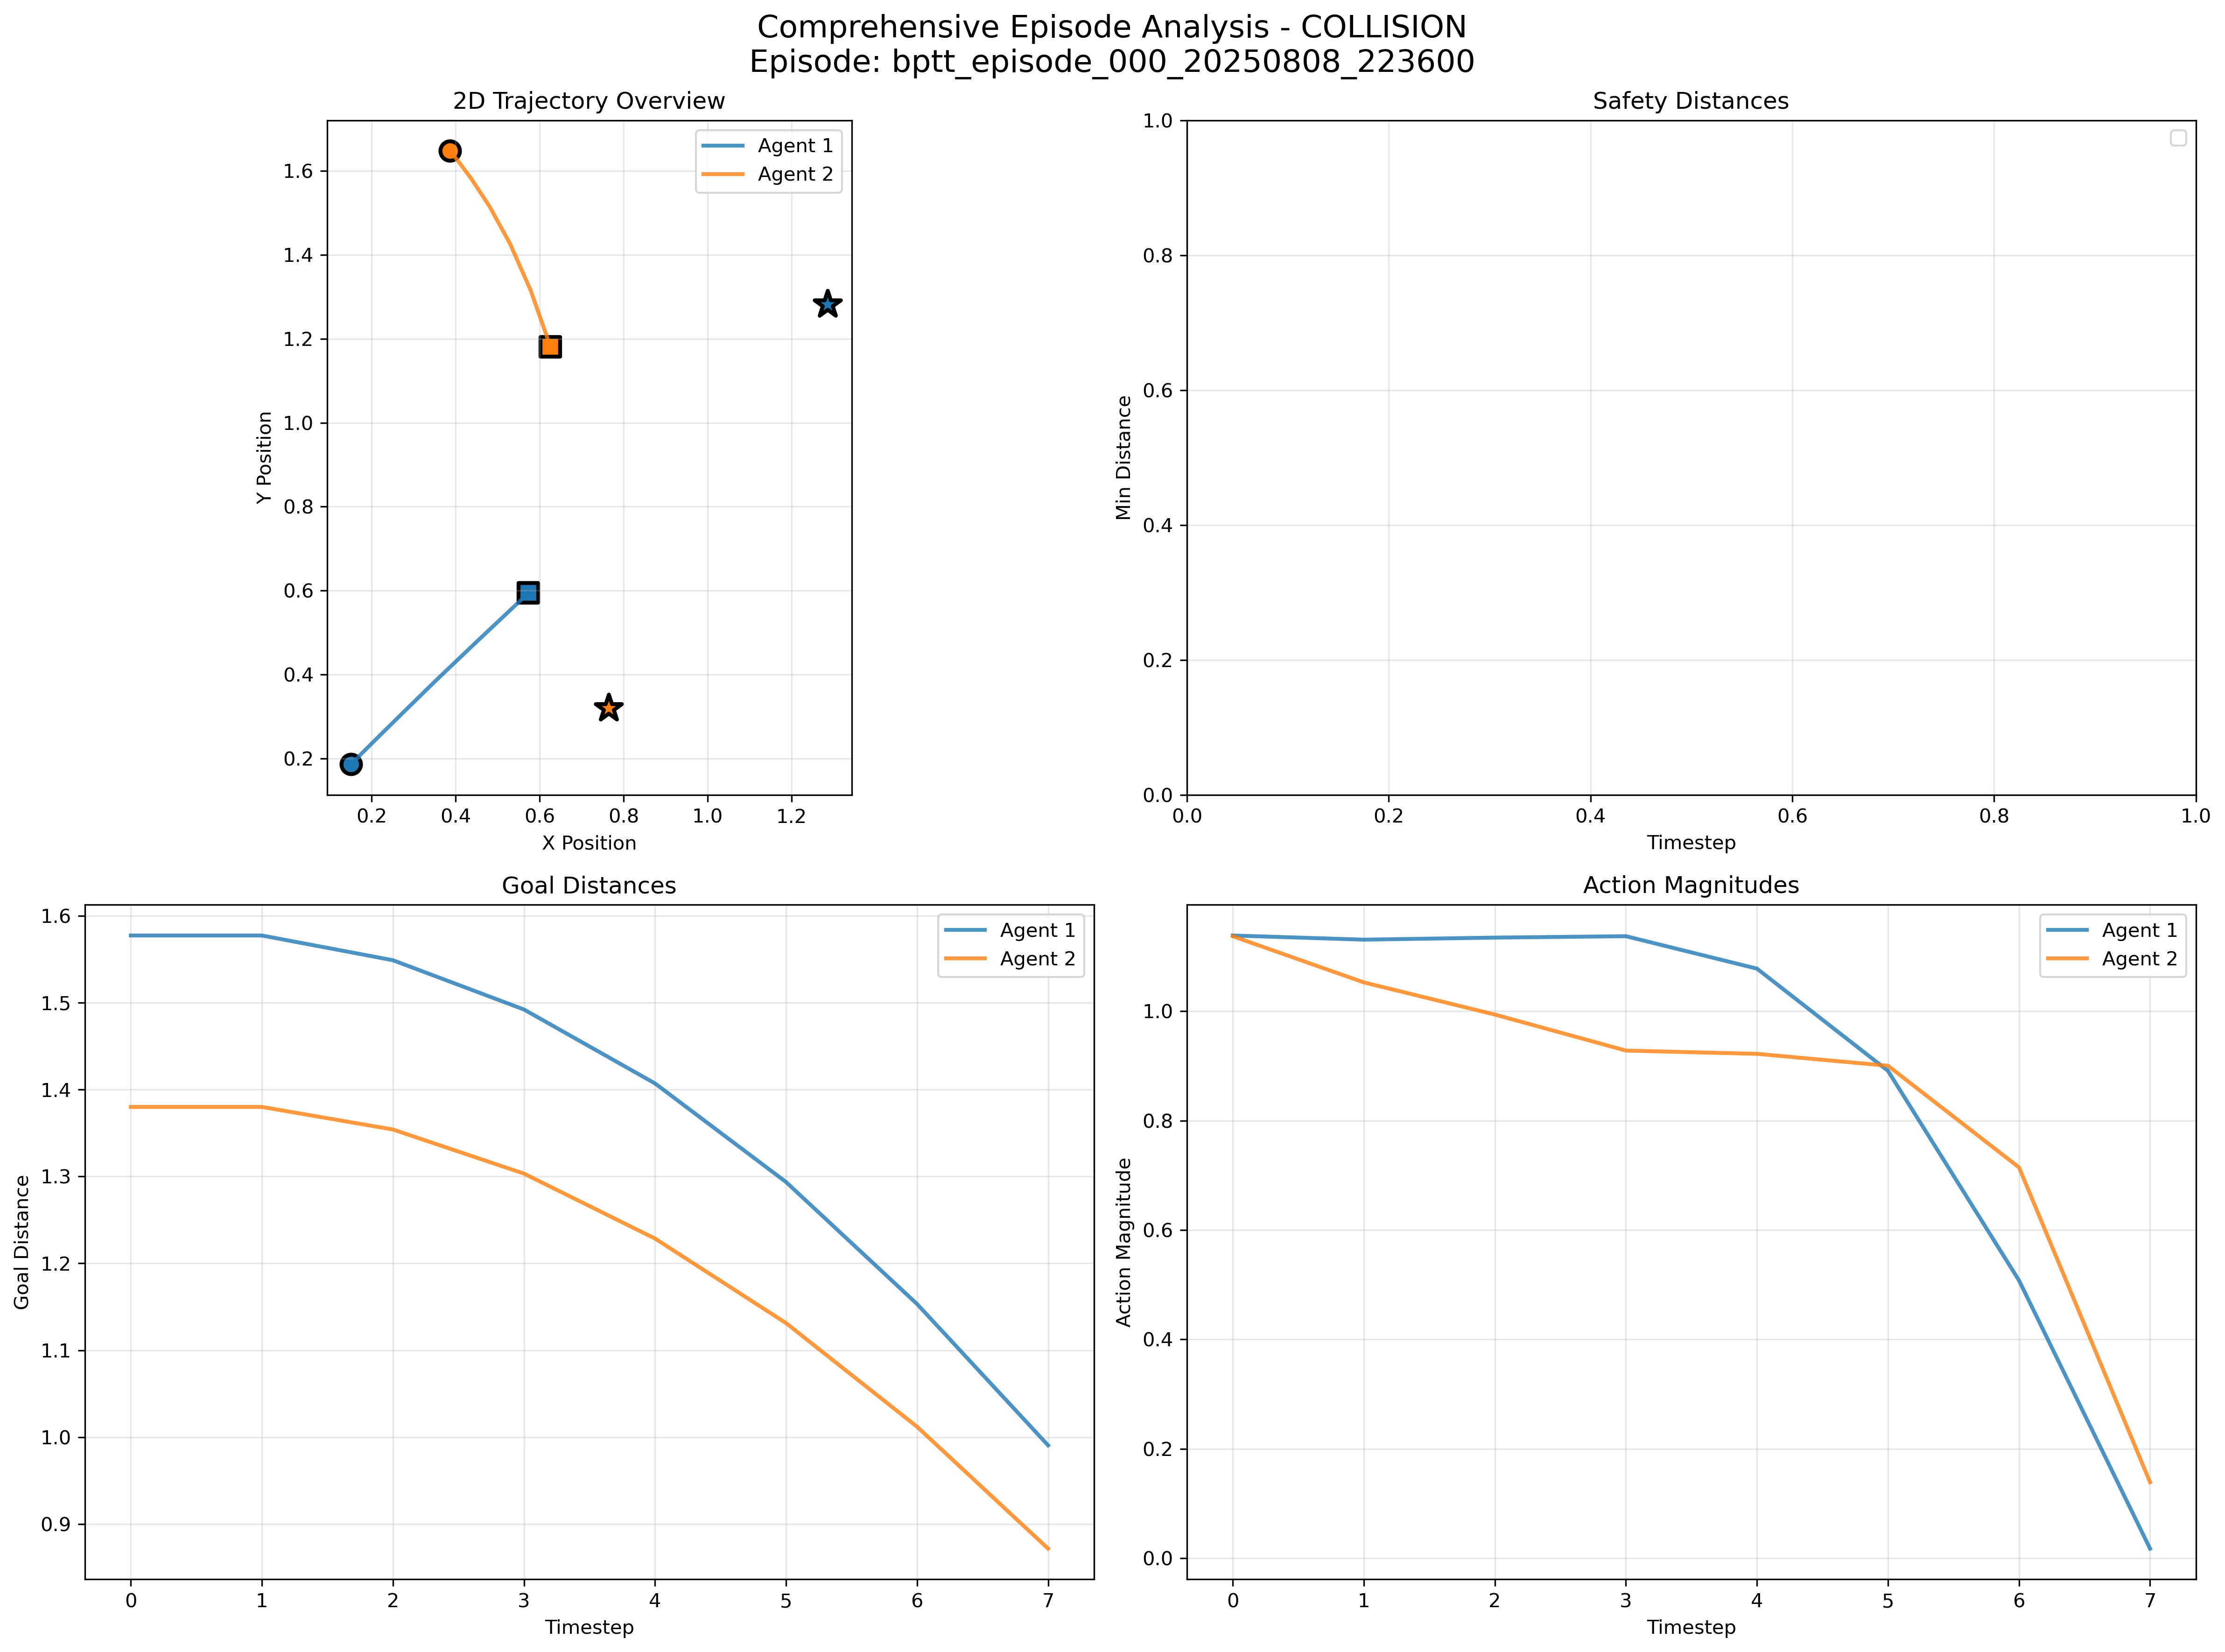 Comprehensive Episode Analysis - COLLISION
Episode: bptt_episode_000_20250808_223600
2D Trajectory Overview
Agent 1
Agent 2
1.6
1.4
1.2
1.0
0.8
0.6
0.4
0.2
Y Position
0.2 0.4 0.6 0.8 1.0 1.2
X Position
Safety Distances
1.0
0.8
0.6
0.4
0.2
0.0
Min Distance
0.0 0.2 0.4 0.6 0.8 1.0
Timestep
Goal Distances
Agent 1
Agent 2
1.6
1.5
1.4
1.3
1.2
1.1
1.0
0.9
Goal Distance
0 1 2 3 4 5 6 7
Timestep
Action Magnitudes
Agent 1
Agent 2
1.0
0.8
0.6
0.4
0.2
0.0
Action Magnitude
0 1 2 3 4 5 6 7
Timestep